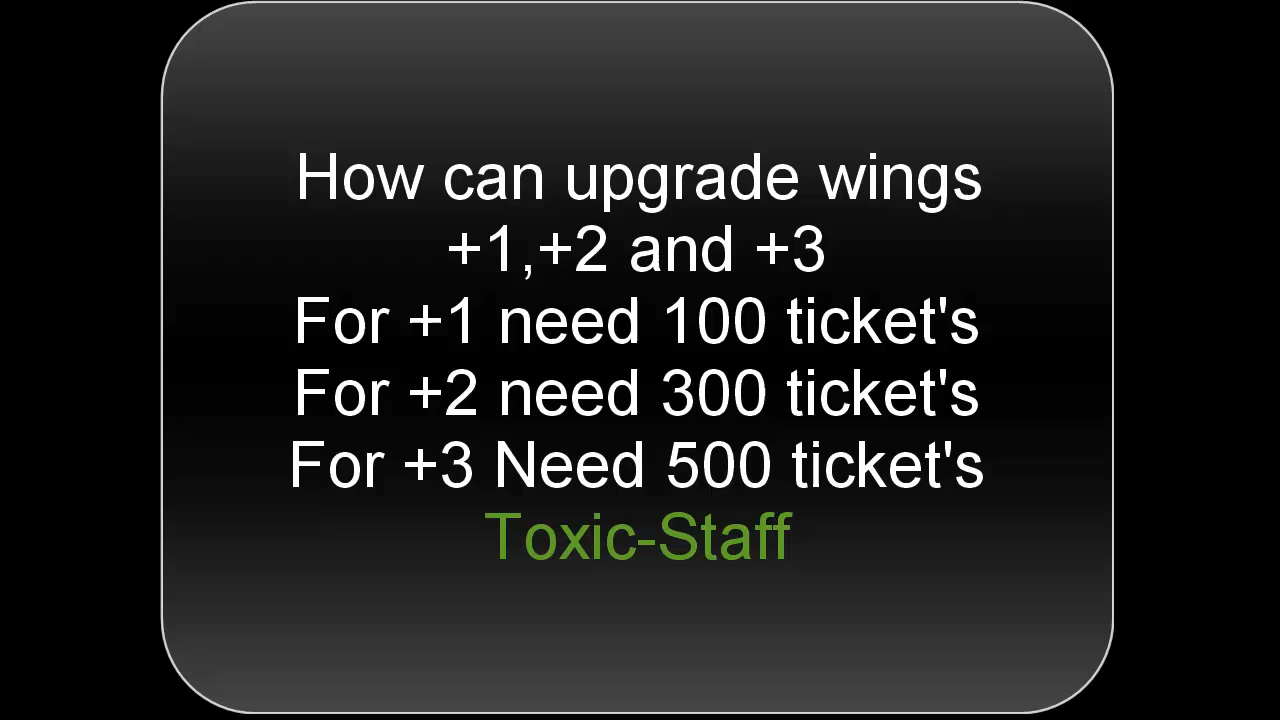 How can upgrade wings
+1,+2 and +3
For +1 need 100 ticket's
For +2 need 300 ticket's
For +3 Need 500 ticket's
Toxic-Staff